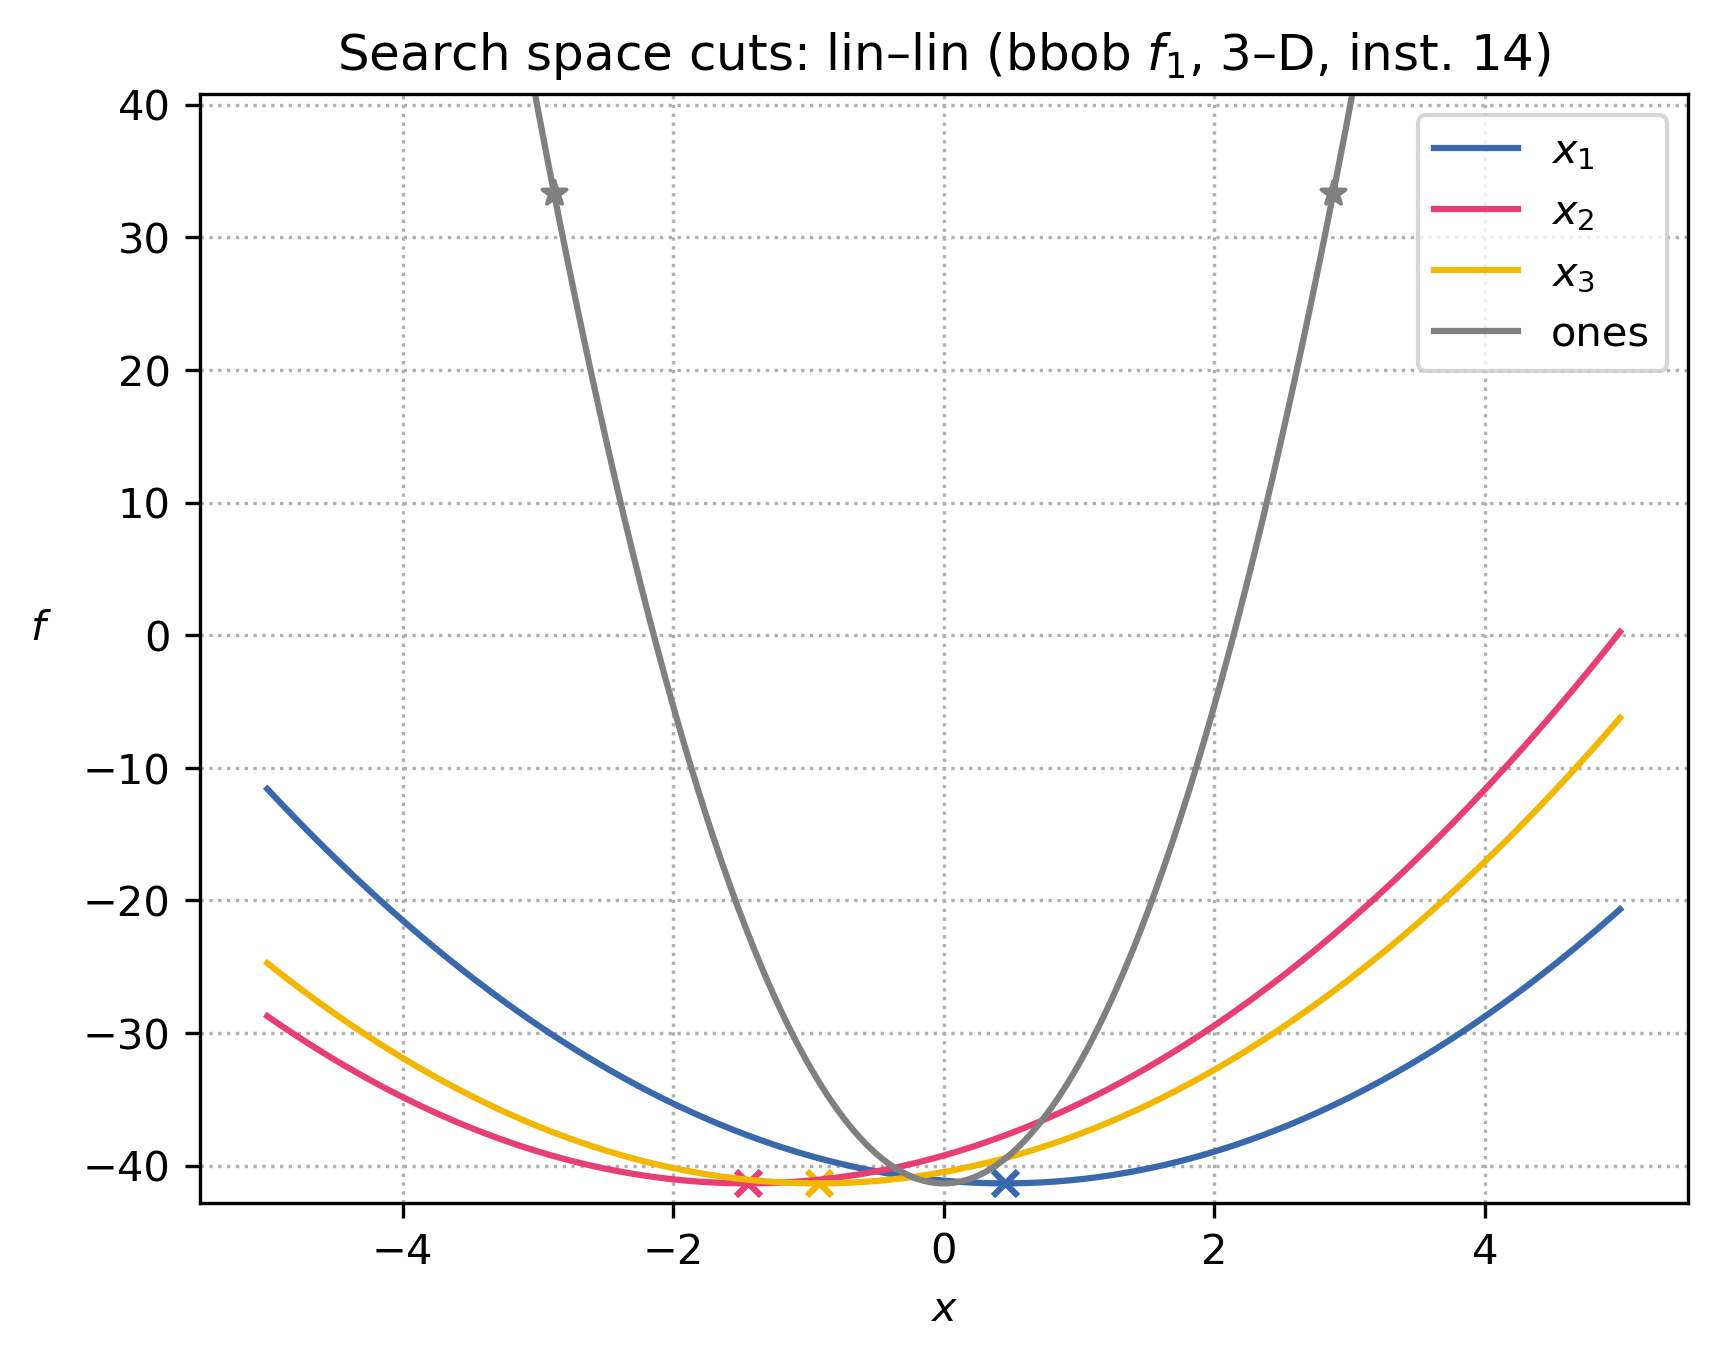 Search space cuts: lin–lin (bbob f₁, 3–D, inst. 14)
40
30
20
10
0
−10
−20
−30
−40
f
−4
−2
0
2
4
x
x₁
x₂
x₃
ones